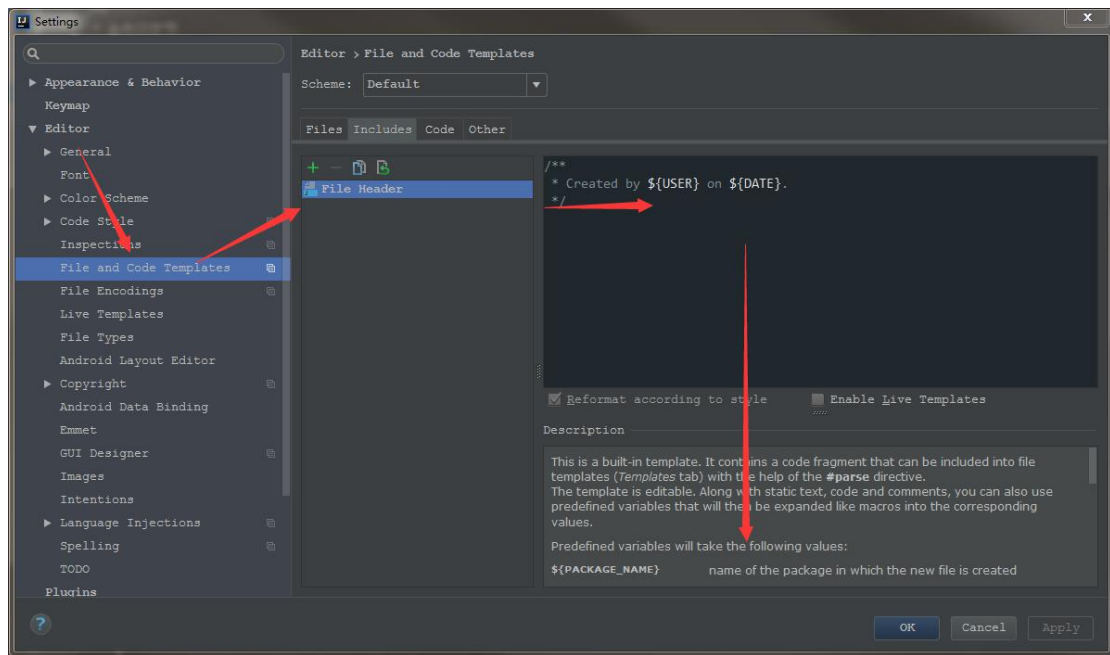 Settings
Editor > File and Code Templates
Appearance & Behavior
Keymap
Editor
General
Font
Color Scheme
Code Style
Inspections
File and Code Templates
File Encodings
Live Templates
File Types
Android Layout Editor
Copyright
Android Data Binding
Emmet
GUI Designer
Images
Intentions
Language Injections
Spelling
TODO
Plugins
Scheme: Default
Files Includes Code Other
File Header
/**
* Created by ${USER} on ${DATE}.
*/
Reformat according to style
Enable Live Templates
Description
This is a built-in template. It contains a code fragment that can be included into file
templates (Templates tab) with the help of the #parse directive.
The template is editable. Along with static text, code and comments, you can also use
predefined variables that will then be expanded like macros into the corresponding
values.
Predefined variables will take the following values:
${PACKAGE_NAME} name of the package in which the new file is created
?
OK
Cancel
Apply